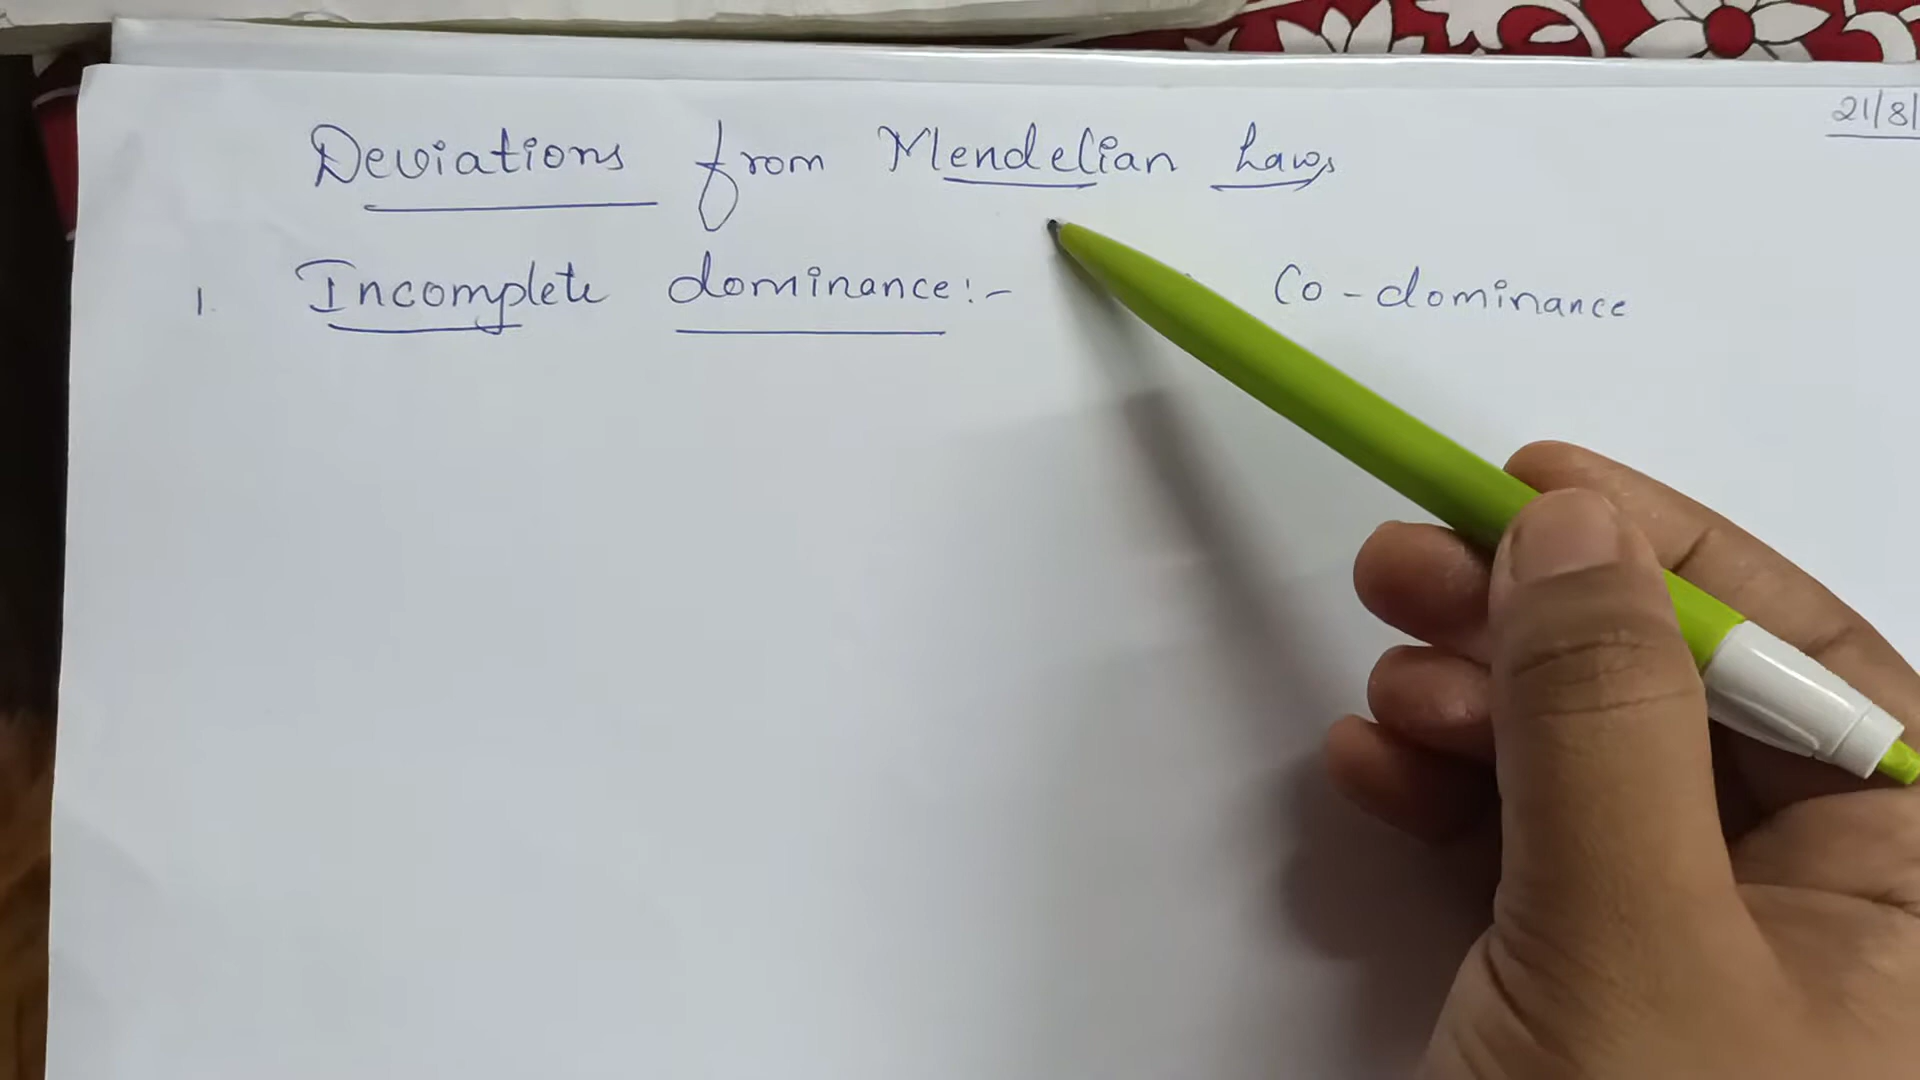 21/8/
Deviations from Mendelian Laws
1. Incomplete dominance:- Co-dominance